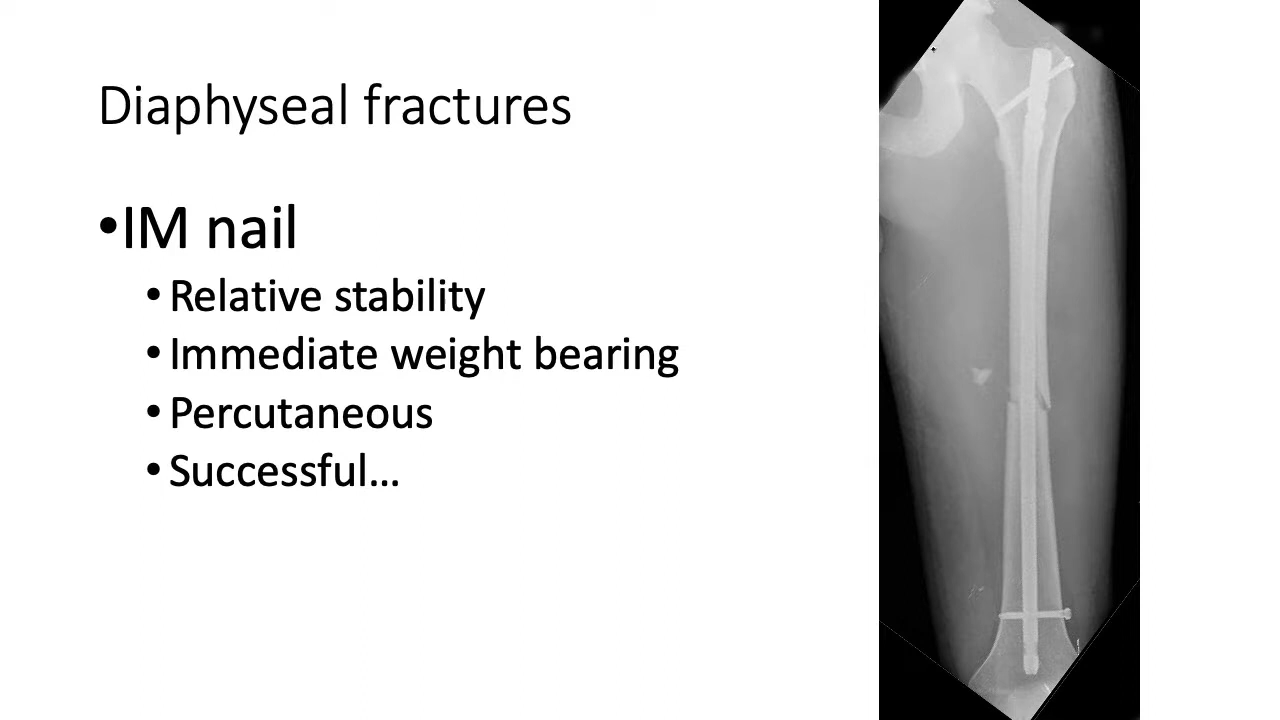 Diaphyseal fractures
•IM nail
• Relative stability
• Immediate weight bearing
• Percutaneous
• Successful…